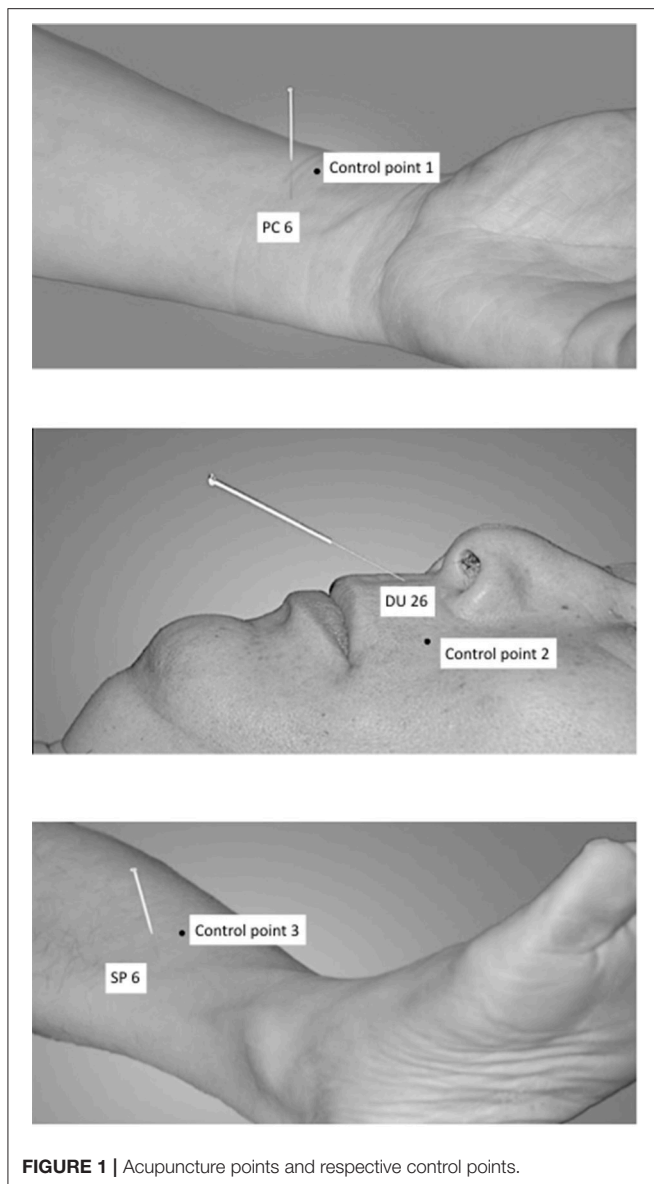 Control point 1
PC 6
DU 26
Control point 2
Control point 3
SP 6
FIGURE 1 | Acupuncture points and respective control points.